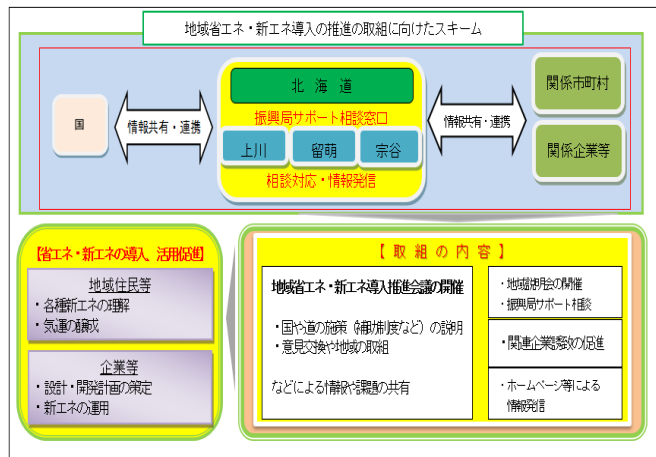 地域省エネ・新エネ導入の推進の取組に向けたスキーム
国
情報共有・連携
北 海 道
振興局サポート相談窓口
上川
留萌
宗谷
相談対応・情報発信
情報共有・連携
関係市町村
関係企業等
【省エネ・新エネの導入、活用促進】
地域住民等
・各種新エネの理解
・気運の醸成
企業等
・設計・開発計画の策定
・新エネの運用
【 取 組 の 内 容 】
地域省エネ・新エネ導入推進会議の開催
・国や道の施策（補助制度など）の説明
・意見交換や地域の取組
などによる情報や課題の共有
・地域説明会の開催
・振興局サポート相談
・関連企業誘致の促進
・ホームページ等による
情報発信